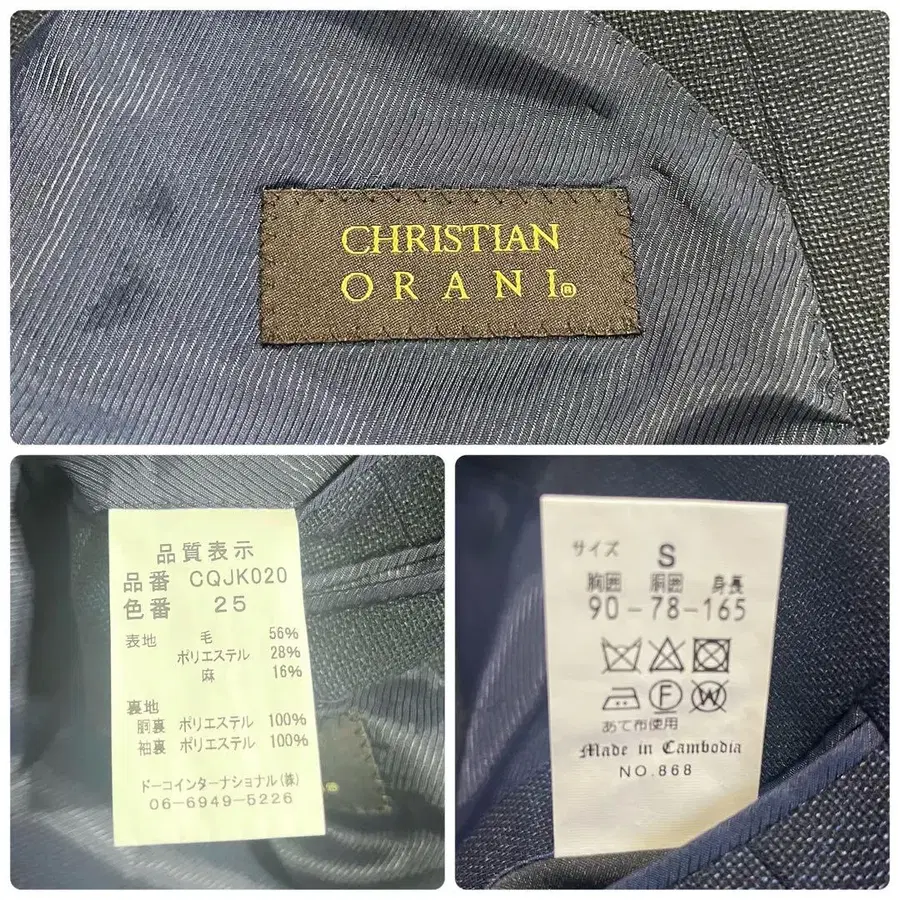 CHRISTIAN
ORANI®
品質表示
品番 CQJK020
色番 25
表地 毛 56%
ポリエステル 28%
麻 16%
裏地
胴裏 ポリエステル 100%
袖裏 ポリエステル 100%
ドーコインターナショナル(株)
06-6949-5226
®
サイズ S
胸囲 胴囲 身長
90-78-165
F W
あて布使用
Made in Cambodia
NO.868